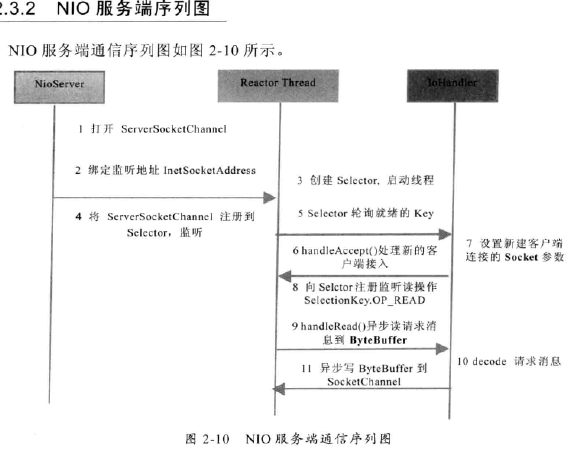 2.3.2 NIO 服务端序列图
NIO 服务端通信序列图如图 2-10 所示。
NioServer
Reactor Thread
IoHandler
1 打开 ServerSocketChannel
2 绑定监听地址 InetSocketAddress
3 创建 Selector, 启动线程
4 将 ServerSocketChannel 注册到
Selector, 监听
5 Selector 轮询就绪的 Key
6 handleAccept()处理新的客
户端接入
7 设置新建客户端
连接的 Socket 参数
8 向 Selctor 注册监听读操作
SelectionKey.OP_READ
9 handleRead()异步读请求消
息到 ByteBuffer
10 decode 请求消息
11 异步写 ByteBuffer 到
SocketChannel
图 2-10 NIO 服务端通信序列图